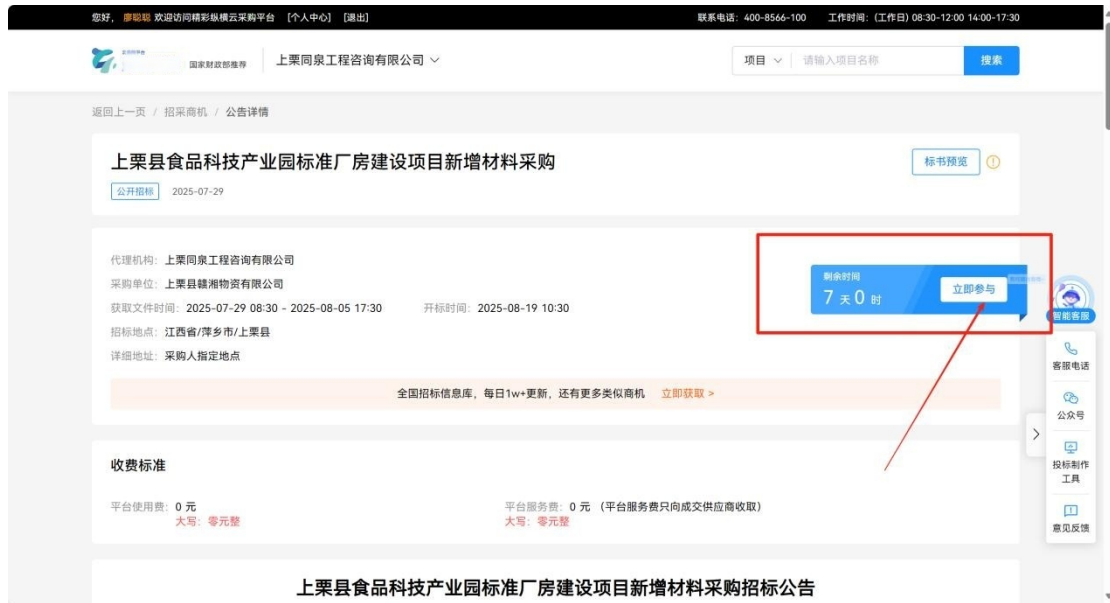 您好, 廖聪聪 欢迎访问精彩纵横云采购平台 [个人中心] [退出] 联系电话: 400-8566-100 工作时间: (工作日) 08:30-12:00 14:00-17:30
国家财政部推荐 上栗同泉工程咨询有限公司 项目 请输入项目名称 搜索
返回上一页 / 招采商机 / 公告详情
上栗县食品科技产业园标准厂房建设项目新增材料采购 标书预览
公开招标 2025-07-29
代理机构: 上栗同泉工程咨询有限公司
采购单位: 上栗县赣湘物资有限公司
获取文件时间: 2025-07-29 08:30 - 2025-08-05 17:30 开标时间: 2025-08-19 10:30
招标地点: 江西省/萍乡市/上栗县
详细地址: 采购人指定地点
剩余时间
7 天 0 时 立即参与
全国招标信息库, 每日1w+更新, 还有更多类似商机 立即获取 >
收费标准
平台使用费: 0 元 平台服务费: 0 元 (平台服务费只向成交供应商收取)
大写: 零元整 大写: 零元整
上栗县食品科技产业园标准厂房建设项目新增材料采购招标公告
智能客服
客服电话
公众号
投标制作
工具
意见反馈